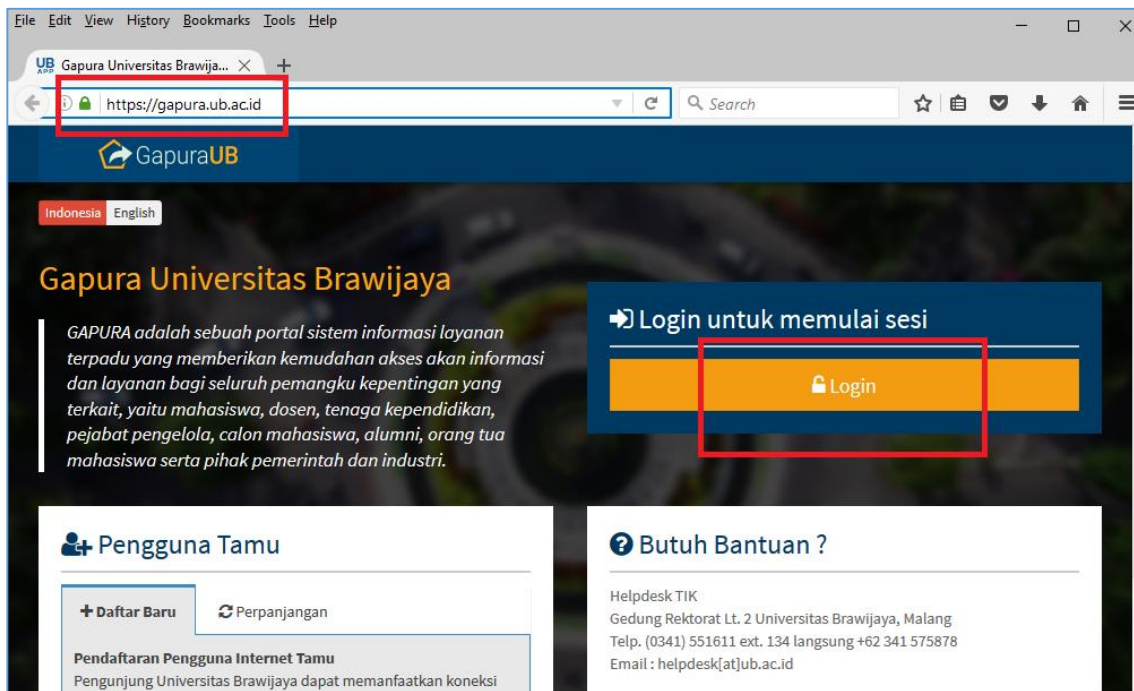 File Edit View History Bookmarks Tools Help
UB APP Gapura Universitas Brawija...
https://gapura.ub.ac.id
Search
GapuraUB
Indonesia English
Gapura Universitas Brawijaya
GAPURA adalah sebuah portal sistem informasi layanan
terpadu yang memberikan kemudahan akses akan informasi
dan layanan bagi seluruh pemangku kepentingan yang
terkait, yaitu mahasiswa, dosen, tenaga kependidikan,
pejabat pengelola, calon mahasiswa, alumni, orang tua
mahasiswa serta pihak pemerintah dan industri.
Login untuk memulai sesi
Login
Pengguna Tamu
Daftar Baru Perpanjangan
Pendaftaran Pengguna Internet Tamu
Pengunjung Universitas Brawijaya dapat memanfaatkan koneksi
Butuh Bantuan ?
Helpdesk TIK
Gedung Rektorat Lt. 2 Universitas Brawijaya, Malang
Telp. (0341) 551611 ext. 134 langsung +62 341 575878
Email : helpdesk[at]ub.ac.id